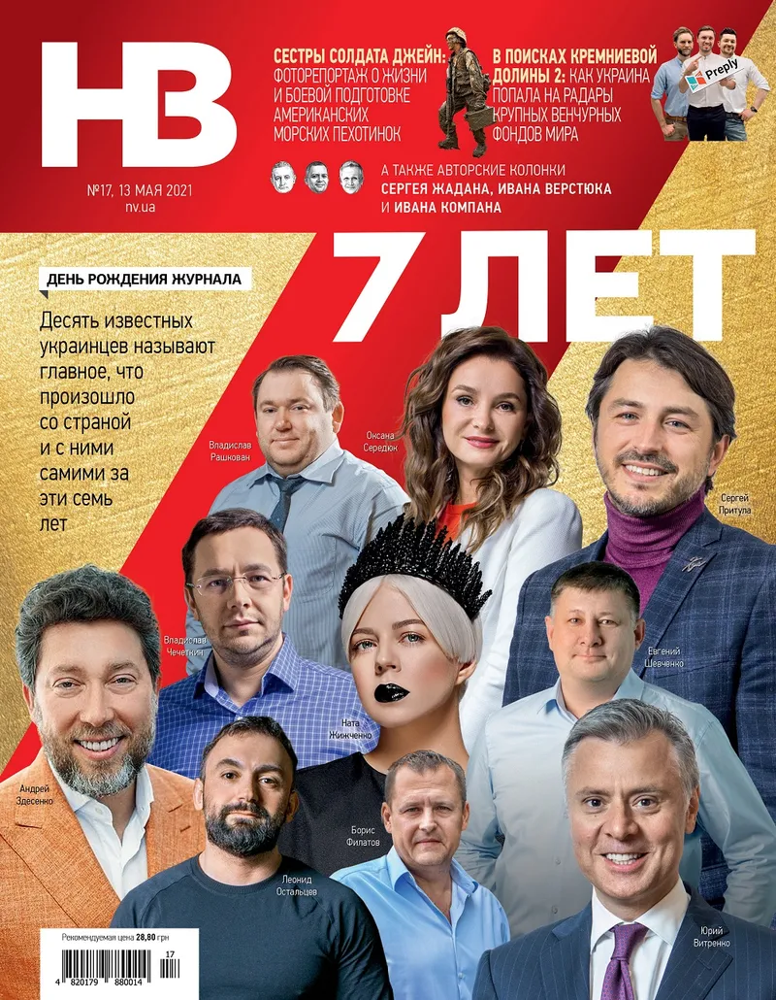 НВ
№17, 13 МАЯ 2021
nv.ua
СЕСТРЫ СОЛДАТА ДЖЕЙН:
ФОТОРЕПОРТАЖ О ЖИЗНИ
И БОЕВОЙ ПОДГОТОВКЕ
АМЕРИКАНСКИХ
МОРСКИХ ПЕХОТИНОК
В ПОИСКАХ КРЕМНИЕВОЙ
ДОЛИНЫ 2: КАК УКРАИНА
ПОПАЛА НА РАДАРЫ
КРУПНЫХ ВЕНЧУРНЫХ
ФОНДОВ МИРА
Preply
А ТАКЖЕ АВТОРСКИЕ КОЛОНКИ
СЕРГЕЯ ЖАДАНА, ИВАНА ВЕРСТЮКА
И ИВАНА КОМПАНА
7 ЛЕТ
ДЕНЬ РОЖДЕНИЯ ЖУРНАЛА
Десять известных
украинцев называют
главное, что
произошло
со страной
и с ними
самими за
эти семь
лет
Владислав
Рашкован
Оксана
Середюк
Сергей
Притула
Владислав
Чечеткин
Евгений
Шевченко
Ната
Жижченко
Андрей
Здесенко
Борис
Филатов
Леонид
Остальцев
Юрий
Витренко
Рекомендуемая цена 28,80 грн
17
4 820179 880014